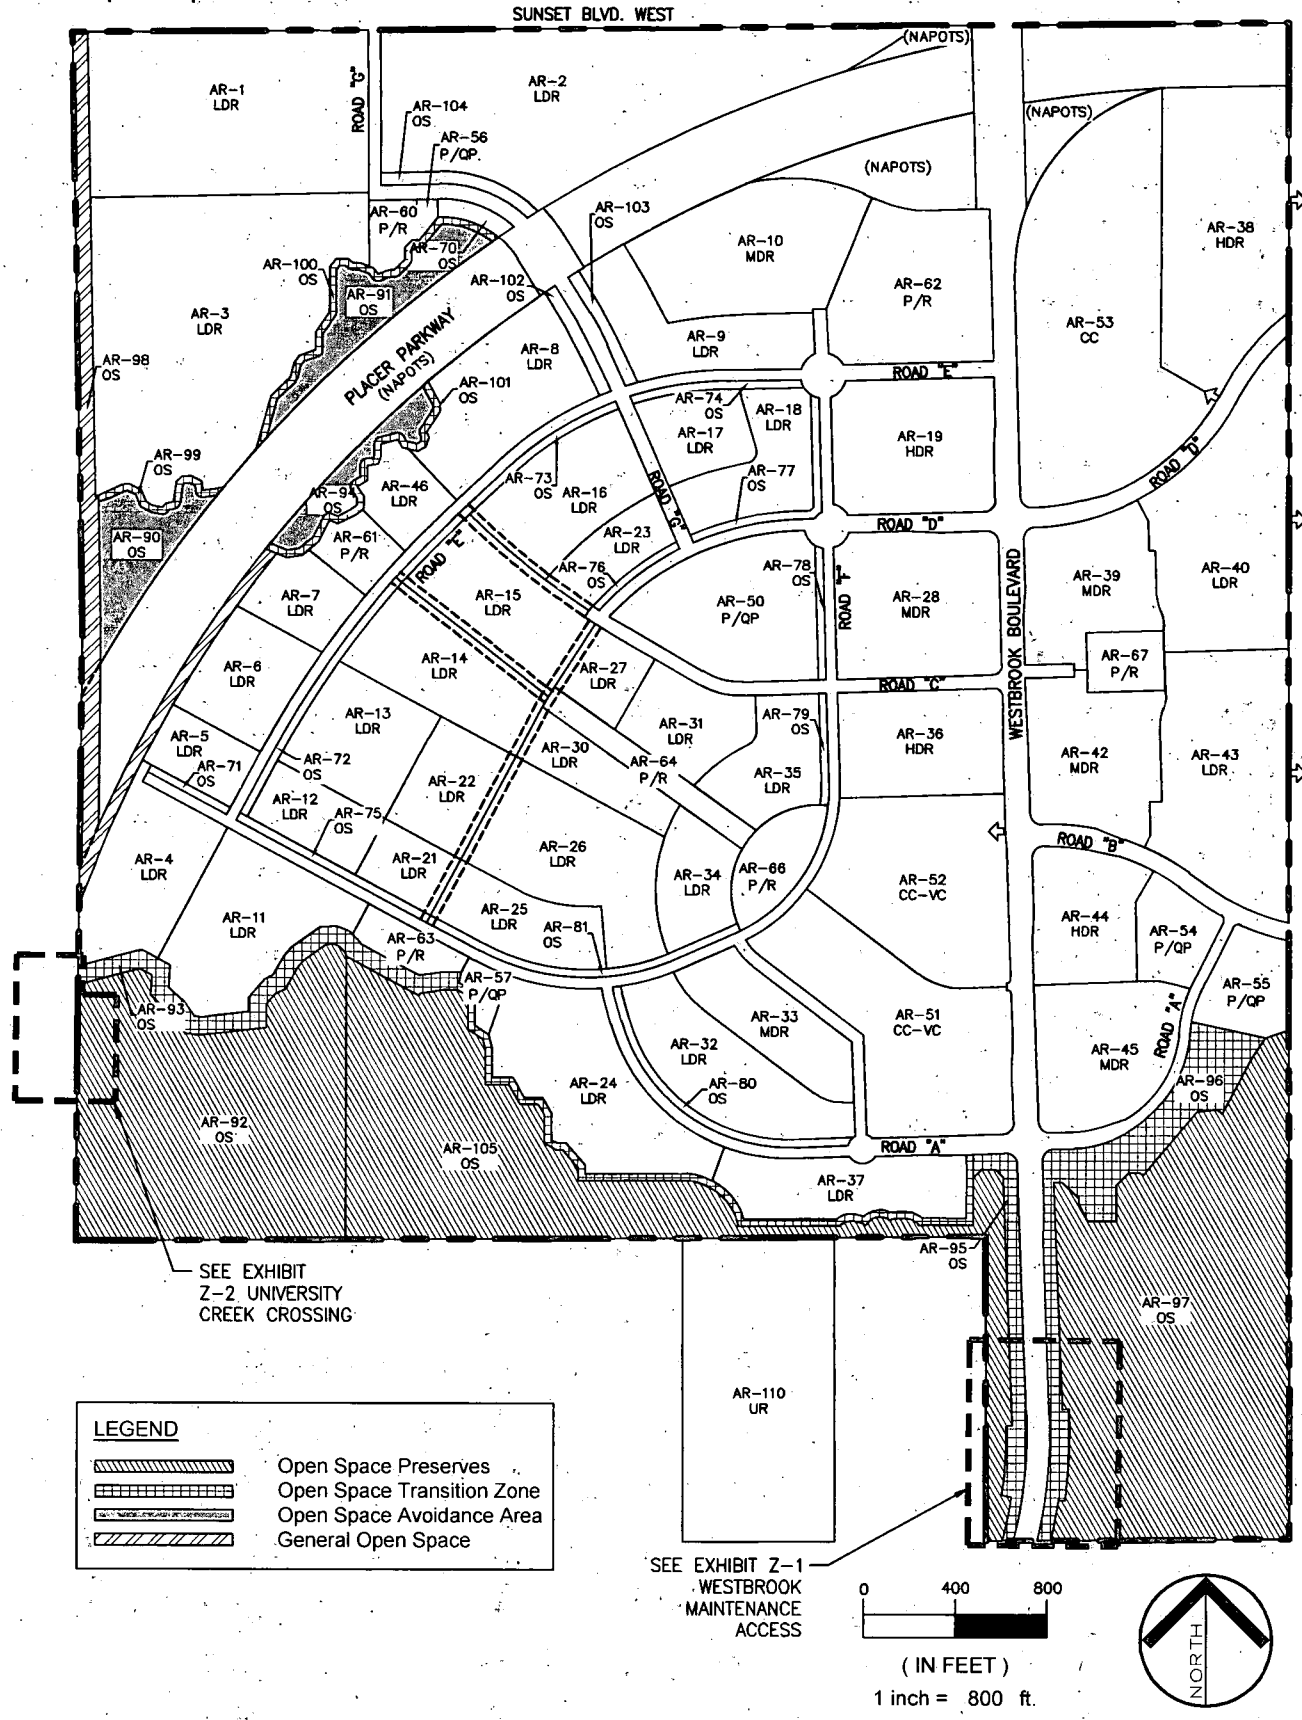 SUNSET BLVD. WEST
(NAPOTS)
AR-1
LDR
ROAD "G"
AR-2
LDR
AR-104
OS
AR-56
P/QP
(NAPOTS)
(NAPOTS)
AR-60
P/R
AR-103
OS
AR-38
HDR
AR-10
MDR
AR-70
OS
AR-100
OS
AR-102
OS
AR-91
OS
AR-62
P/R
AR-3
LDR
AR-53
CC
PLACER PARKWAY
(NAPOTS)
AR-9
LDR
AR-8
LDR
AR-98
OS
ROAD "E"
AR-101
OS
AR-74
OS
AR-18
LDR
AR-17
LDR
AR-19
HDR
ROAD "D"
AR-99
OS
AR-77
OS
AR-73
OS
AR-46
LDR
AR-94
OS
AR-16
LDR
ROAD "G"
ROAD "D"
AR-90
OS
AR-61
P/R
AR-23
LDR
ROAD "E"
AR-76
OS
AR-78
OS
ROAD "F"
AR-39
MDR
AR-40
LDR
AR-7
LDR
AR-15
LDR
AR-50
P/QP
AR-28
MDR
WESTBROOK BOULEVARD
AR-6
LDR
AR-14
LDR
AR-27
LDR
AR-67
P/R
ROAD "C"
AR-13
LDR
AR-31
LDR
AR-79
OS
AR-36
HDR
AR-5
LDR
AR-71
OS
AR-72
OS
AR-30
LDR
AR-64
P/R
AR-42
MDR
AR-43
LDR
AR-22
LDR
AR-35
LDR
AR-12
LDR
AR-75
OS
AR-26
LDR
ROAD "B"
AR-4
LDR
AR-21
LDR
AR-34
LDR
AR-66
P/R
AR-52
CC-VC
AR-11
LDR
AR-25
LDR
AR-81
OS
AR-44
HDR
AR-54
P/QP
AR-63
P/R
AR-57
P/QP
AR-55
P/QP
AR-93
OS
AR-33
MDR
AR-51
CC-VC
ROAD "A"
AR-32
LDR
AR-45
MDR
AR-24
LDR
AR-80
OS
AR-96
OS
AR-92
OS
AR-105
OS
ROAD "A"
AR-37
LDR
AR-95
OS
SEE EXHIBIT
Z-2 UNIVERSITY
CREEK CROSSING
AR-97
OS
AR-110
UR
LEGEND
Open Space Preserves
Open Space Transition Zone
Open Space Avoidance Area
General Open Space
SEE EXHIBIT Z-1
WESTBROOK
MAINTENANCE
ACCESS
0 400 800
( IN FEET )
1 inch = 800 ft.
NORTH